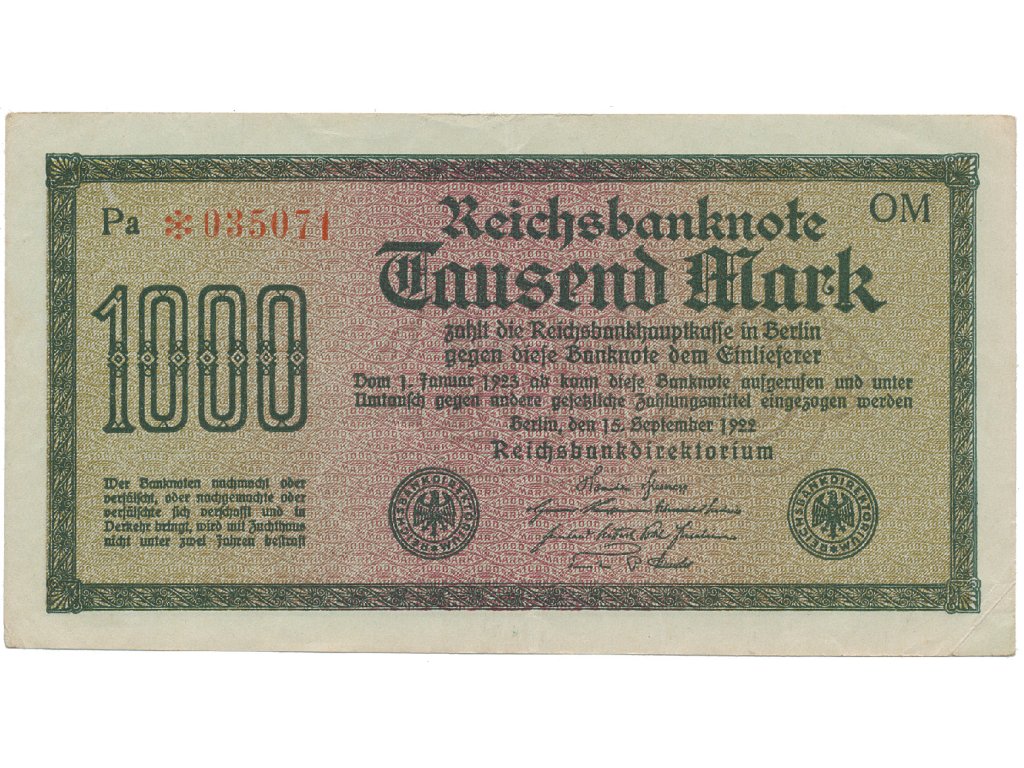 Pa *035071
OM
Reichsbanknote
Tausend Mark
zahlt die Reichsbankhauptkasse in Berlin
gegen diese Banknote dem Einlieferer
Vom 1. Januar 1923 ab kann diese Banknote aufgerufen und unter
Umtausch gegen andere gesetzliche Zahlungsmittel eingezogen werden
Berlin, den 15. September 1922
Reichsbankdirektorium
1000
Wer Banknoten nachmacht oder
verfälscht, oder nachgemachte oder
verfälschte sich verschafft und in
Verkehr bringt, wird mit Zuchthaus
nicht unter zwei Jahren bestraft
REICHSBANKDIREKTORIUM
REICHSBANKDIREKTORIUM